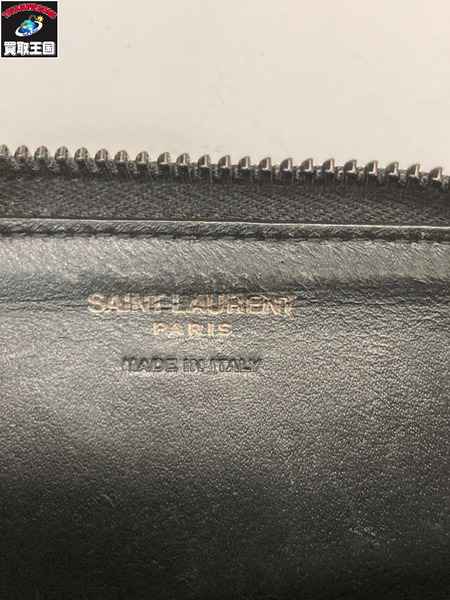 買取王国
SAINT LAURENT
PARIS
MADE IN ITALY